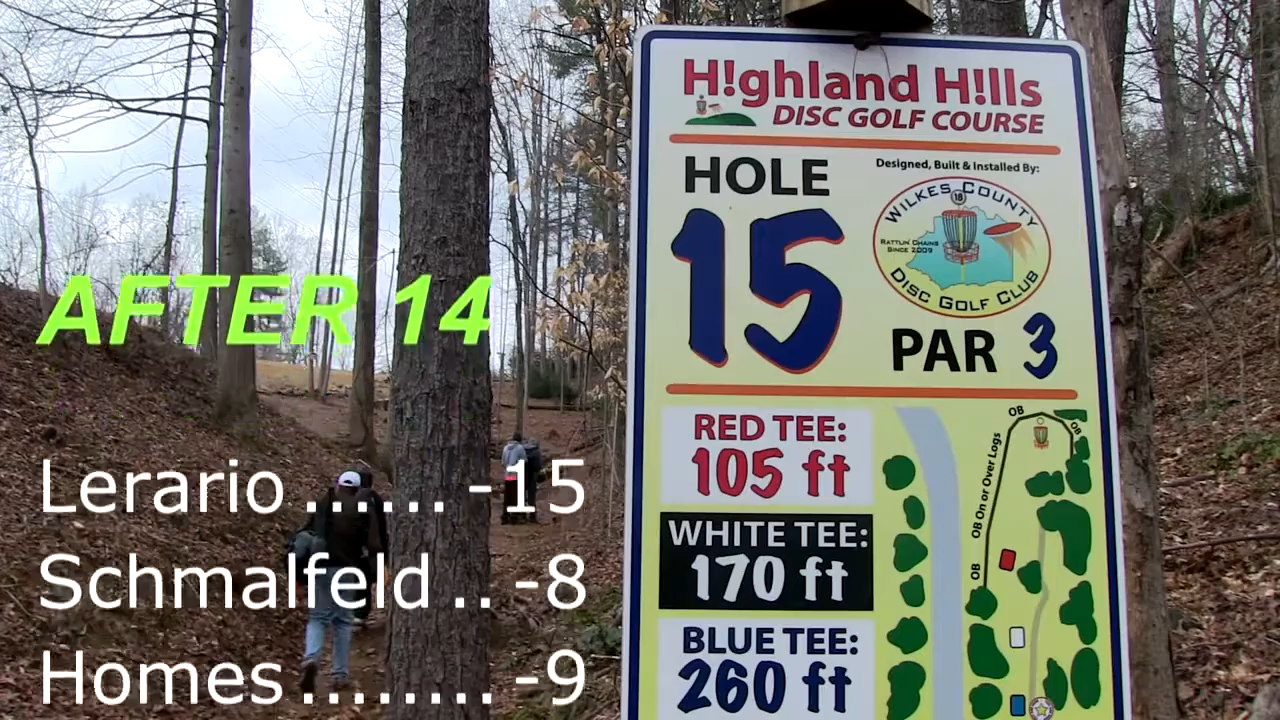 AFTER 14
Lerario ...... -15
Schmalfeld .. -8
Homes ........ -9
H!ghland H!lls
DISC GOLF COURSE
HOLE
15
Designed, Built & Installed By:
WILKES COUNTY
18
RATTLIN' CHAINS
SINCE 2009
DISC GOLF CLUB
PAR 3
RED TEE:
105 ft
WHITE TEE:
170 ft
BLUE TEE:
260 ft
OB
OB
OB On or Over Logs
OB